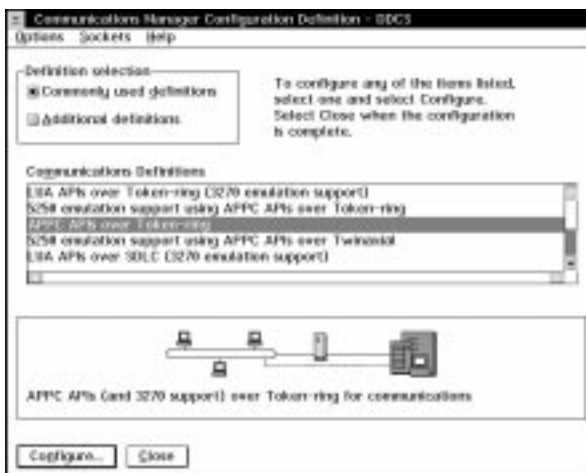 Communications Manager Configuration Definition - DDCS
Options Sockets Help
Definition selection
Commonly used definitions
Additional definitions
To configure any of the items listed,
select one and select Configure.
Select Close when the configuration
is complete.
Communications Definitions
LUA APIs over Token-ring (3270 emulation support)
5250 emulation support using APPC APIs over Token-ring
APPC APIs over Token-ring
5250 emulation support using APPC APIs over Twinaxial
LUA APIs over SDLC (3270 emulation support)
APPC APIs (and 3270 support) over Token-ring for communications
Configure... Close